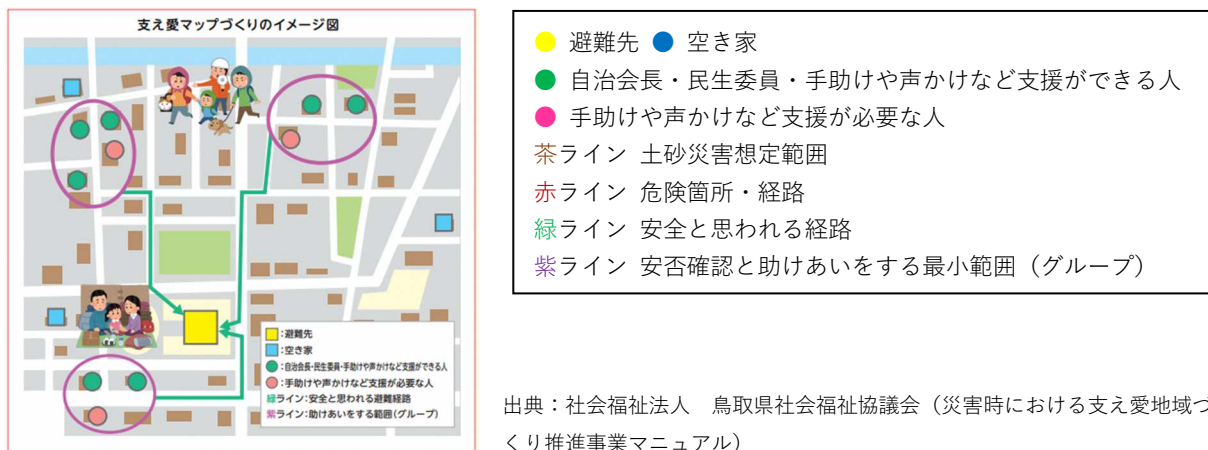 支え愛マップづくりのイメージ図
:避難先
:空き家
:自治会長・民生委員・手助けや声かけなど支援ができる人
:手助けや声かけなど支援が必要な人
緑ライン:安全と思われる避難経路
紫ライン:助けあいをする範囲(グループ)
● 避難先 ● 空き家
● 自治会長・民生委員・手助けや声かけなど支援ができる人
● 手助けや声かけなど支援が必要な人
茶ライン 土砂災害想定範囲
赤ライン 危険箇所・経路
緑ライン 安全と思われる経路
紫ライン 安否確認と助けあいをする最小範囲（グループ）
出典：社会福祉法人　鳥取県社会福祉協議会（災害時における支え愛地域づ
くり推進事業マニュアル）